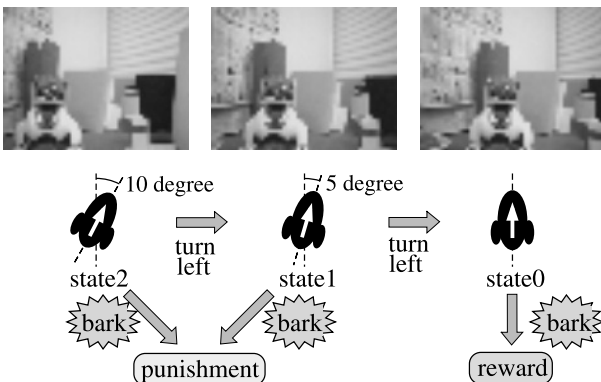 10 degree
5 degree
turn
left
turn
left
state2
state1
state0
bark
bark
bark
punishment
reward